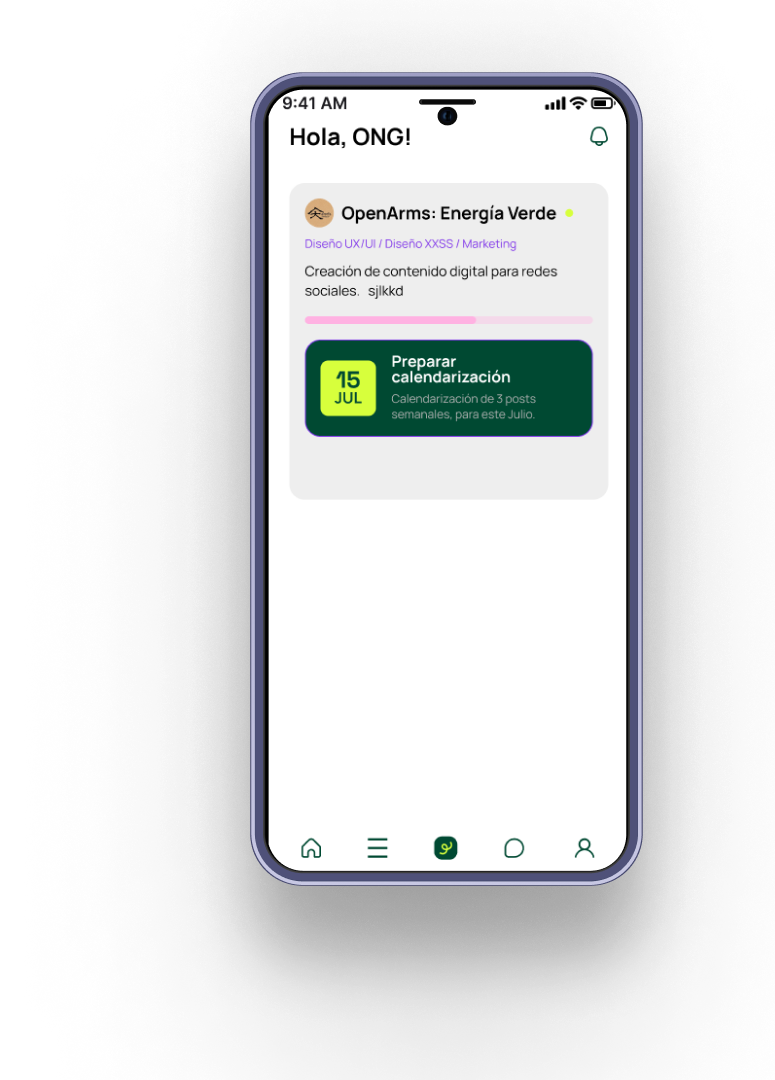 9:41 AM
Hola, ONG!
OpenArms: Energía Verde
Diseño UX/UI / Diseño XXSS / Marketing
Creación de contenido digital para redes
sociales. sjlkkd
15
JUL
Preparar
calendarización
Calendarización de 3 posts
semanales, para este Julio.